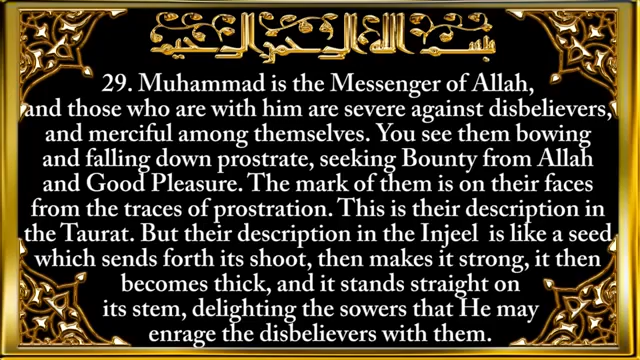 بسم الله الرحمن الرحيم
29. Muhammad is the Messenger of Allah,
and those who are with him are severe against disbelievers,
and merciful among themselves. You see them bowing
and falling down prostrate, seeking Bounty from Allah
and Good Pleasure. The mark of them is on their faces
from the traces of prostration. This is their description in
the Taurat. But their description in the Injeel is like a seed
which sends forth its shoot, then makes it strong, it then
becomes thick, and it stands straight on
its stem, delighting the sowers that He may
enrage the disbelievers with them.